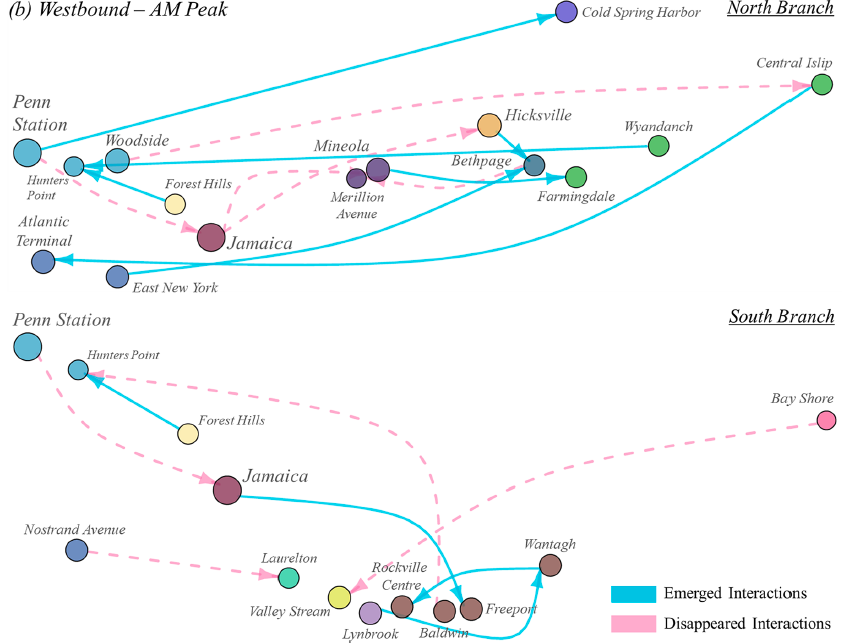 (b) Westbound – AM Peak
North Branch
Cold Spring Harbor
Central Islip
Penn
Station
Woodside
Hicksville
Mineola
Wyandanch
Bethpage
Hunters
Point
Forest Hills
Merillion
Avenue
Farmingdale
Atlantic
Terminal
Jamaica
East New York
South Branch
Penn Station
Hunters Point
Bay Shore
Forest Hills
Jamaica
Nostrand Avenue
Laurelton
Wantagh
Rockville
Centre
Valley Stream
Freeport
Lynbrook
Baldwin
Emerged Interactions
Disappeared Interactions